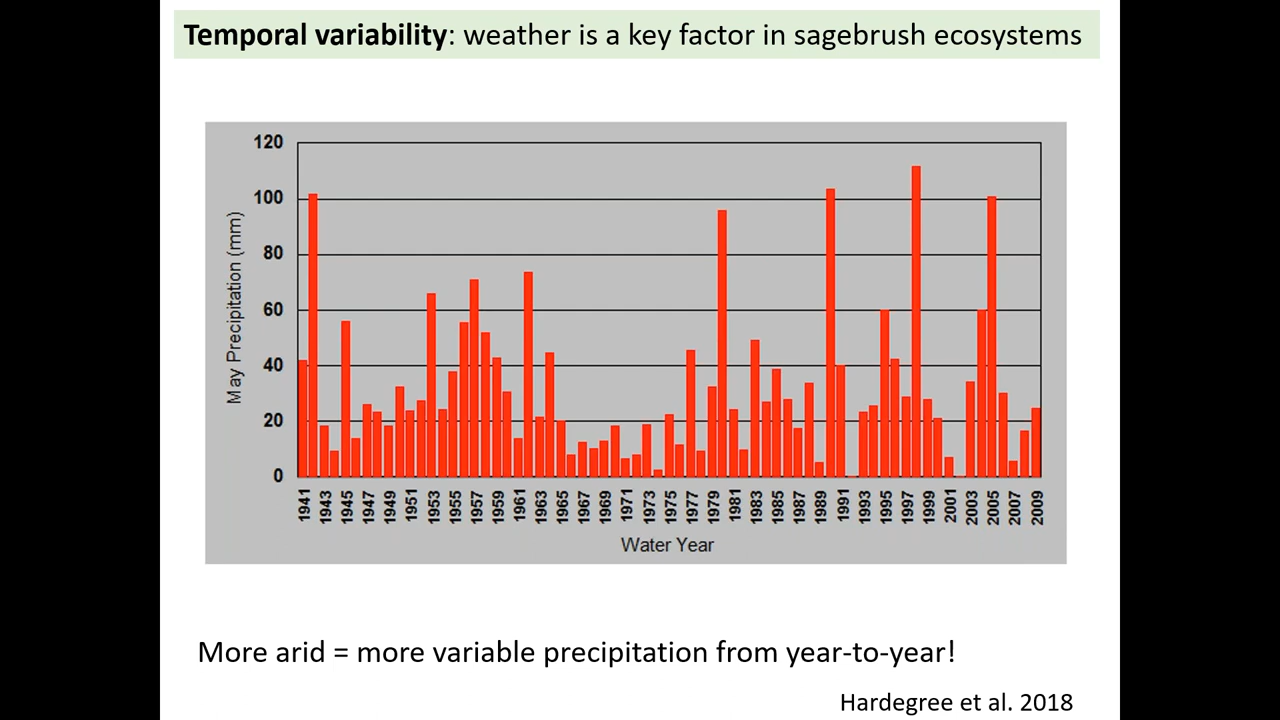 Temporal variability: weather is a key factor in sagebrush ecosystems
120
100
80
60
40
20
0
May Precipitation (mm)
1941 1943 1945 1947 1949 1951 1953 1955 1957 1959 1961 1963 1965 1967 1969 1971 1973 1975 1977 1979 1981 1983 1985 1987 1989 1991 1993 1995 1997 1999 2001 2003 2005 2007 2009
Water Year
More arid = more variable precipitation from year-to-year!
Hardegree et al. 2018